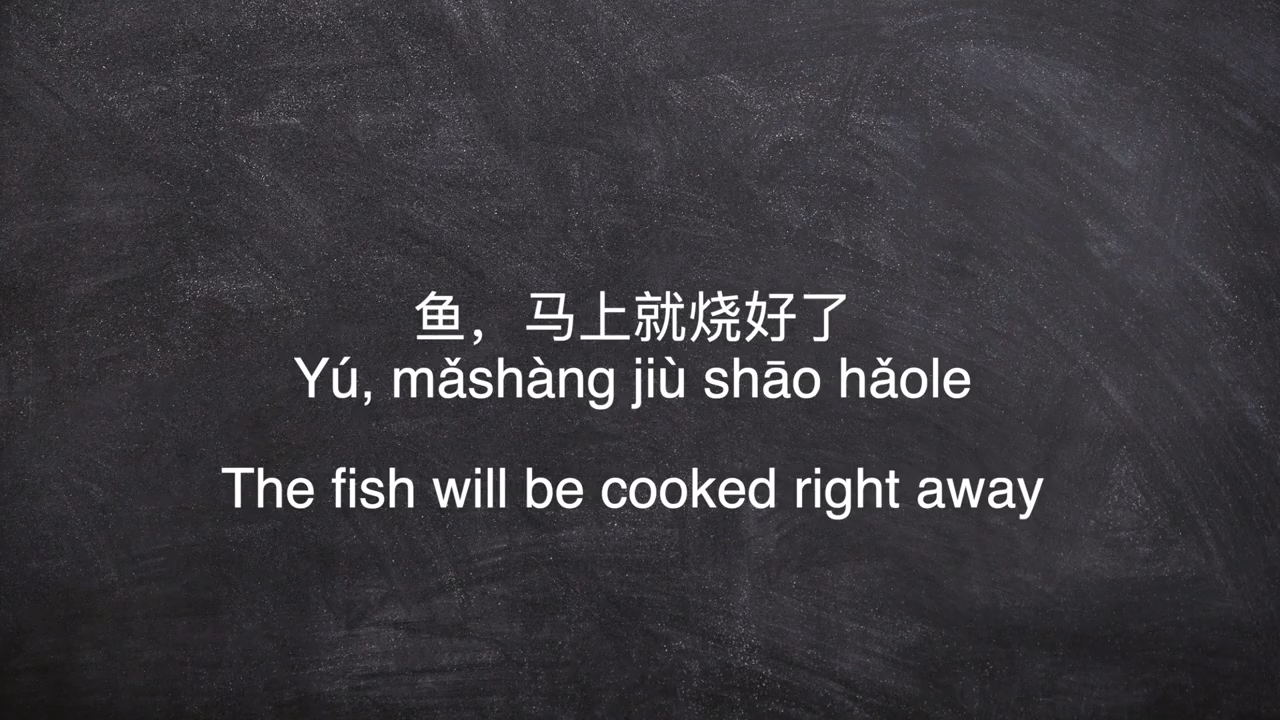 鱼，马上就烧好了
Yú, mǎshàng jiù shāo hǎole
The fish will be cooked right away